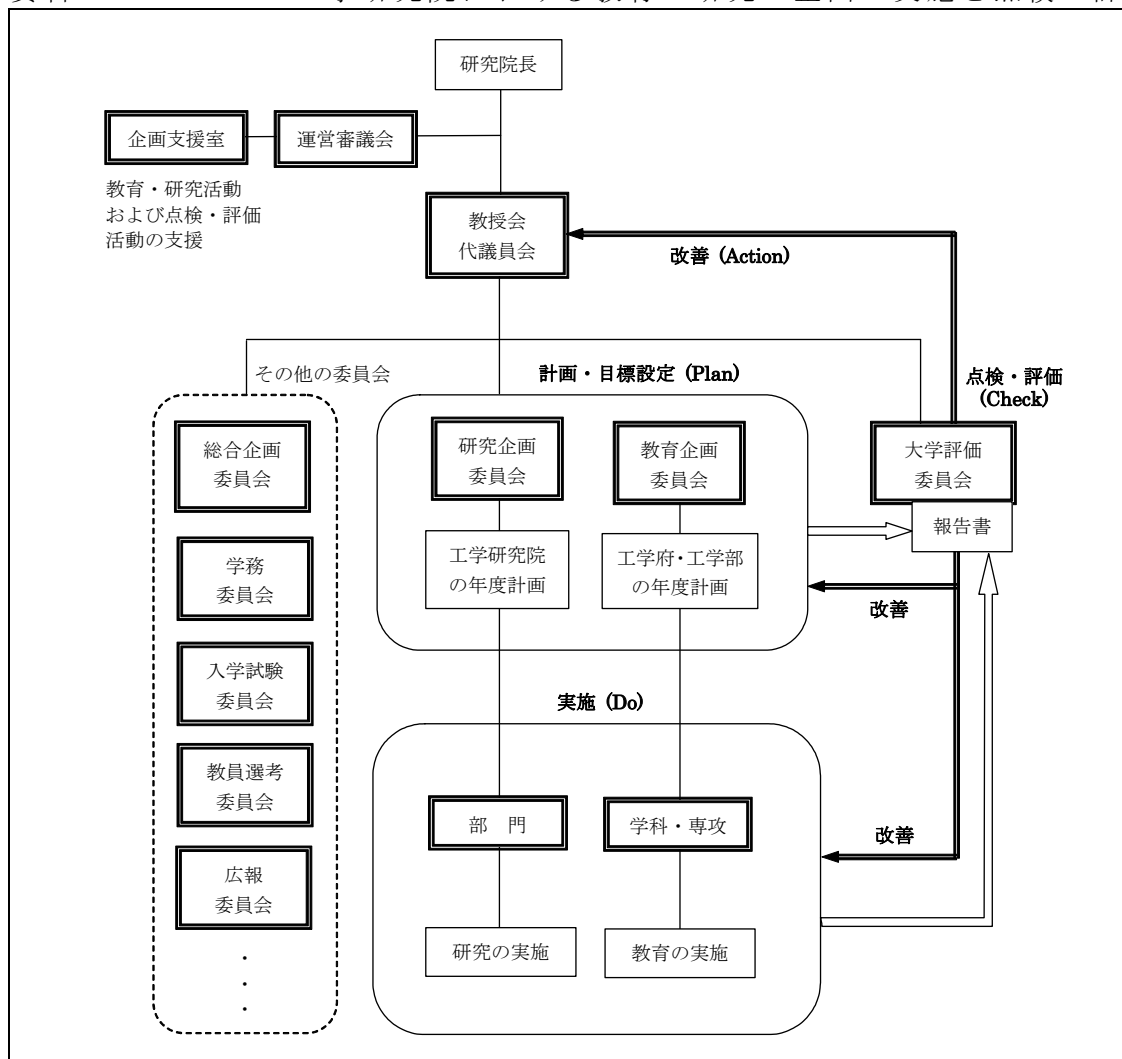 研究院長
企画支援室
運営審議会
教育・研究活動
および点検・評価
活動の支援
教授会
代議員会
改善 (Action)
その他の委員会
計画・目標設定 (Plan)
点検・評価
(Check)
総合企画
委員会
研究企画
委員会
教育企画
委員会
大学評価
委員会
報告書
学務
委員会
工学研究院
の年度計画
工学府・工学部
の年度計画
改善
入学試験
委員会
実施 (Do)
教員選考
委員会
部 門
学科・専攻
改善
広報
委員会
研究の実施
教育の実施
・
・
・